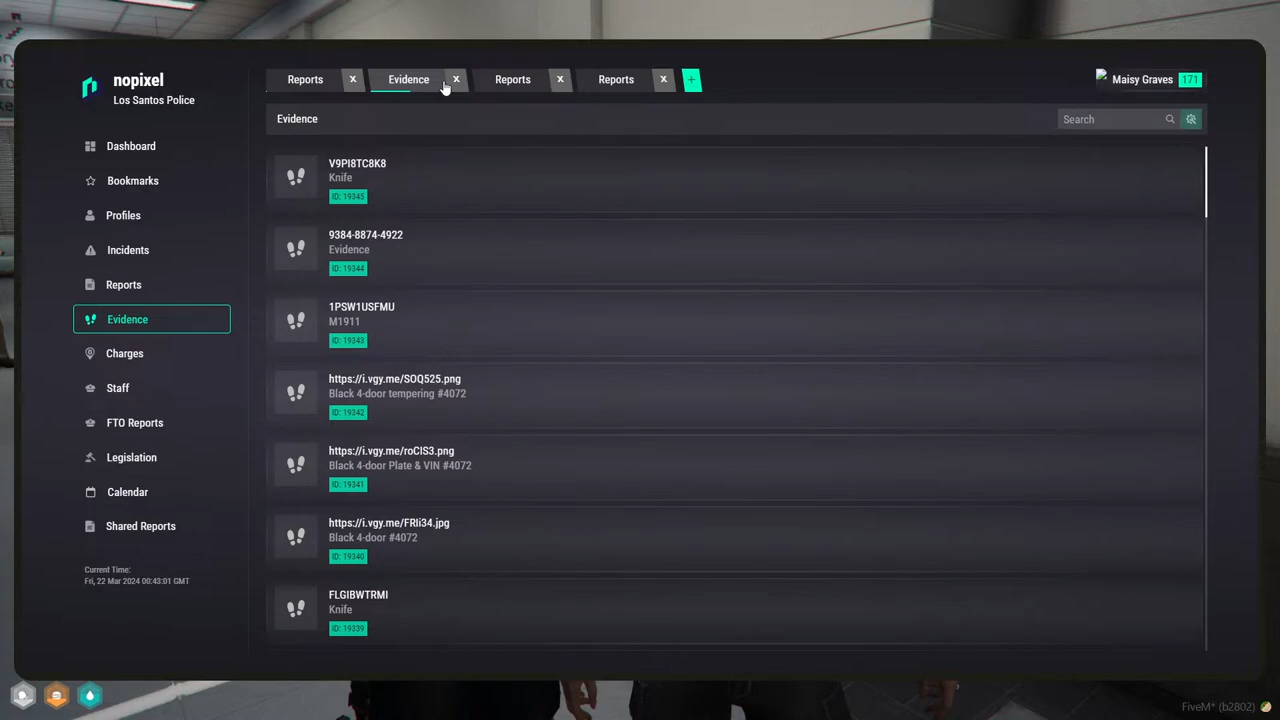 nopixel
Los Santos Police
Reports x Evidence x Reports x Reports x +
Maisy Graves 171
Evidence
Search
Dashboard
Bookmarks
Profiles
Incidents
Reports
Evidence
Charges
Staff
FTO Reports
Legislation
Calendar
Shared Reports
Current Time:
Fri, 22 Mar 2024 00:43:01 GMT
V9PI8TC8K8
Knife
ID: 19345
9384-8874-4922
Evidence
ID: 19344
1PSW1USFMU
M1911
ID: 19343
https://i.vgy.me/SOQ525.png
Black 4-door tempering #4072
ID: 19342
https://i.vgy.me/roCIS3.png
Black 4-door Plate & VIN #4072
ID: 19341
https://i.vgy.me/FRIi34.jpg
Black 4-door #4072
ID: 19340
FLGIBWTRMI
Knife
ID: 19339
FiveM* (b2802)